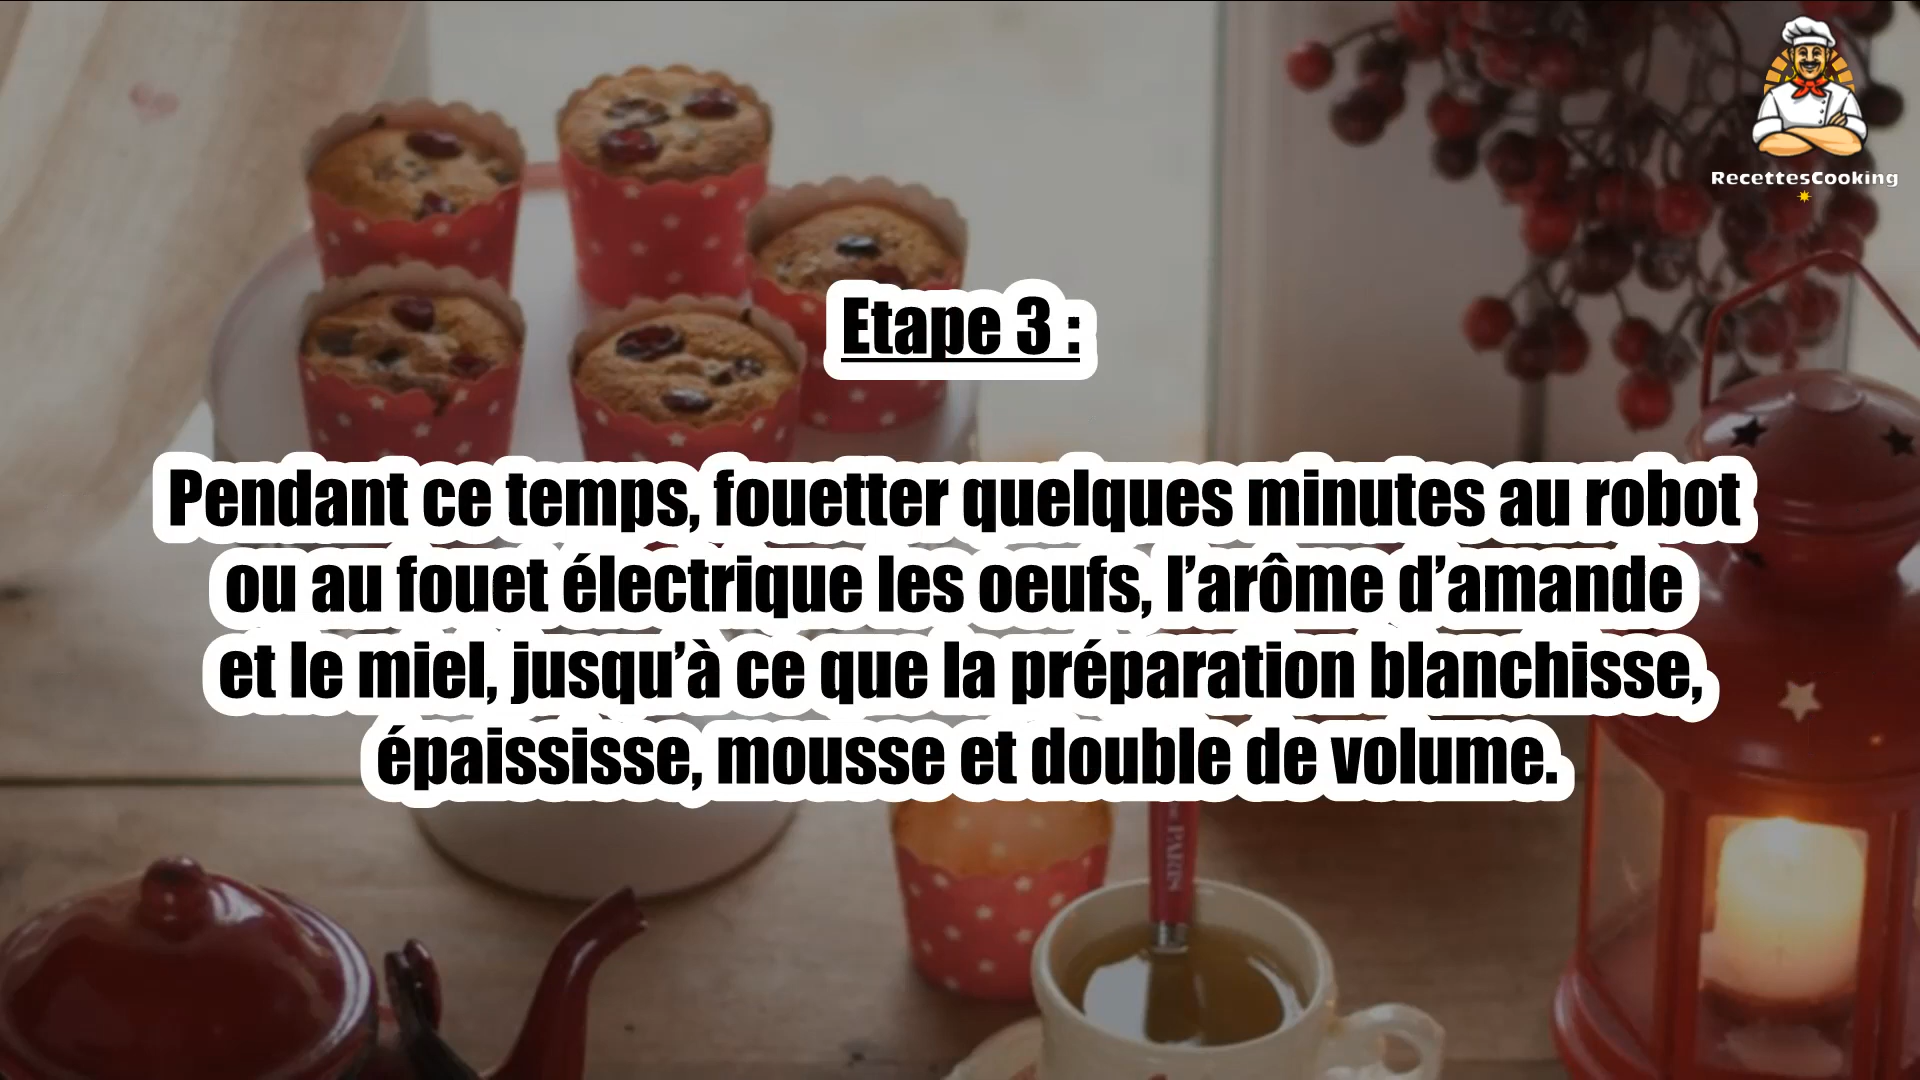 RecettesCooking
Etape 3 :
Pendant ce temps, fouetter quelques minutes au robot
ou au fouet électrique les oeufs, l’arôme d’amande
et le miel, jusqu’à ce que la préparation blanchisse,
épaississe, mousse et double de volume.
PARIS